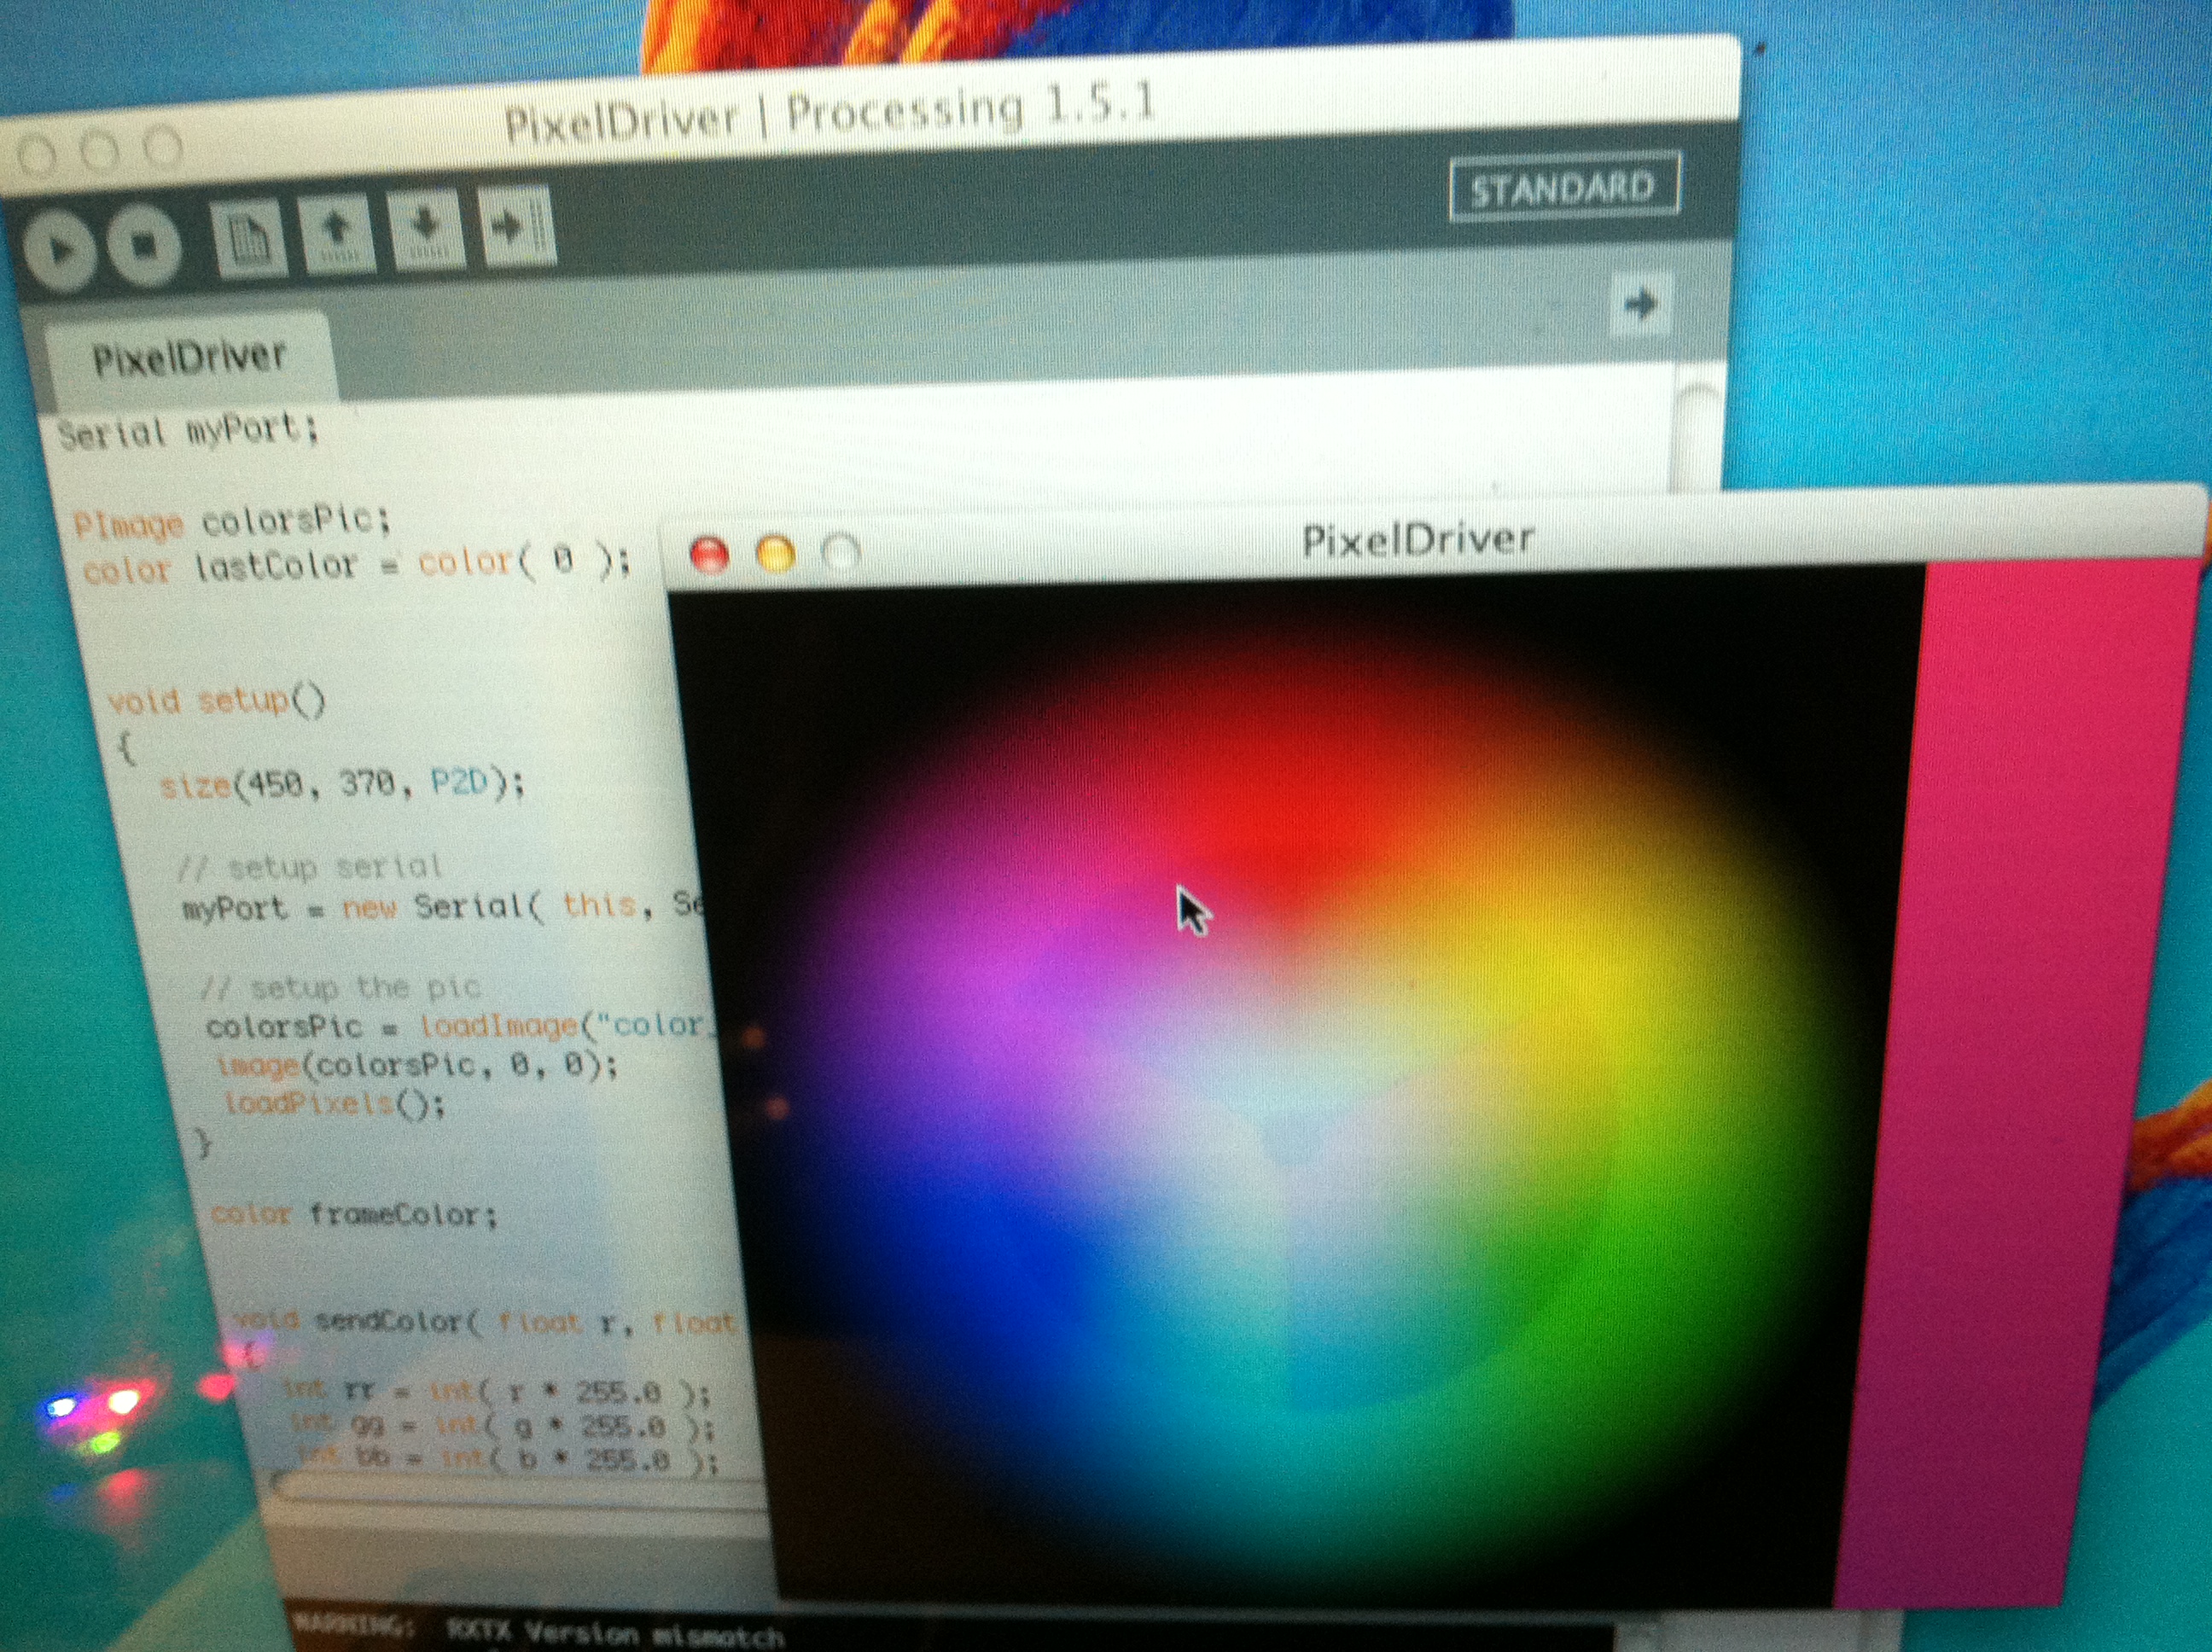 PixelDriver | Processing 1.5.1
STANDARD
PixelDriver
Serial myPort;
PImage colorsPic;
color lastColor = color( 0 );
void setup()
{
size(450, 370, P2D);
// setup serial
myPort = new Serial( this, Se
// setup the pic
colorsPic = loadImage("color
image(colorsPic, 0, 0);
loadPixels();
}
color frameColor;
void sendColor( float r, float
{
int rr = int( r * 255.0 );
int gg = int( g * 255.0 );
int bb = int( b * 255.0 );
WARNING: RXTX Version mismatch
PixelDriver